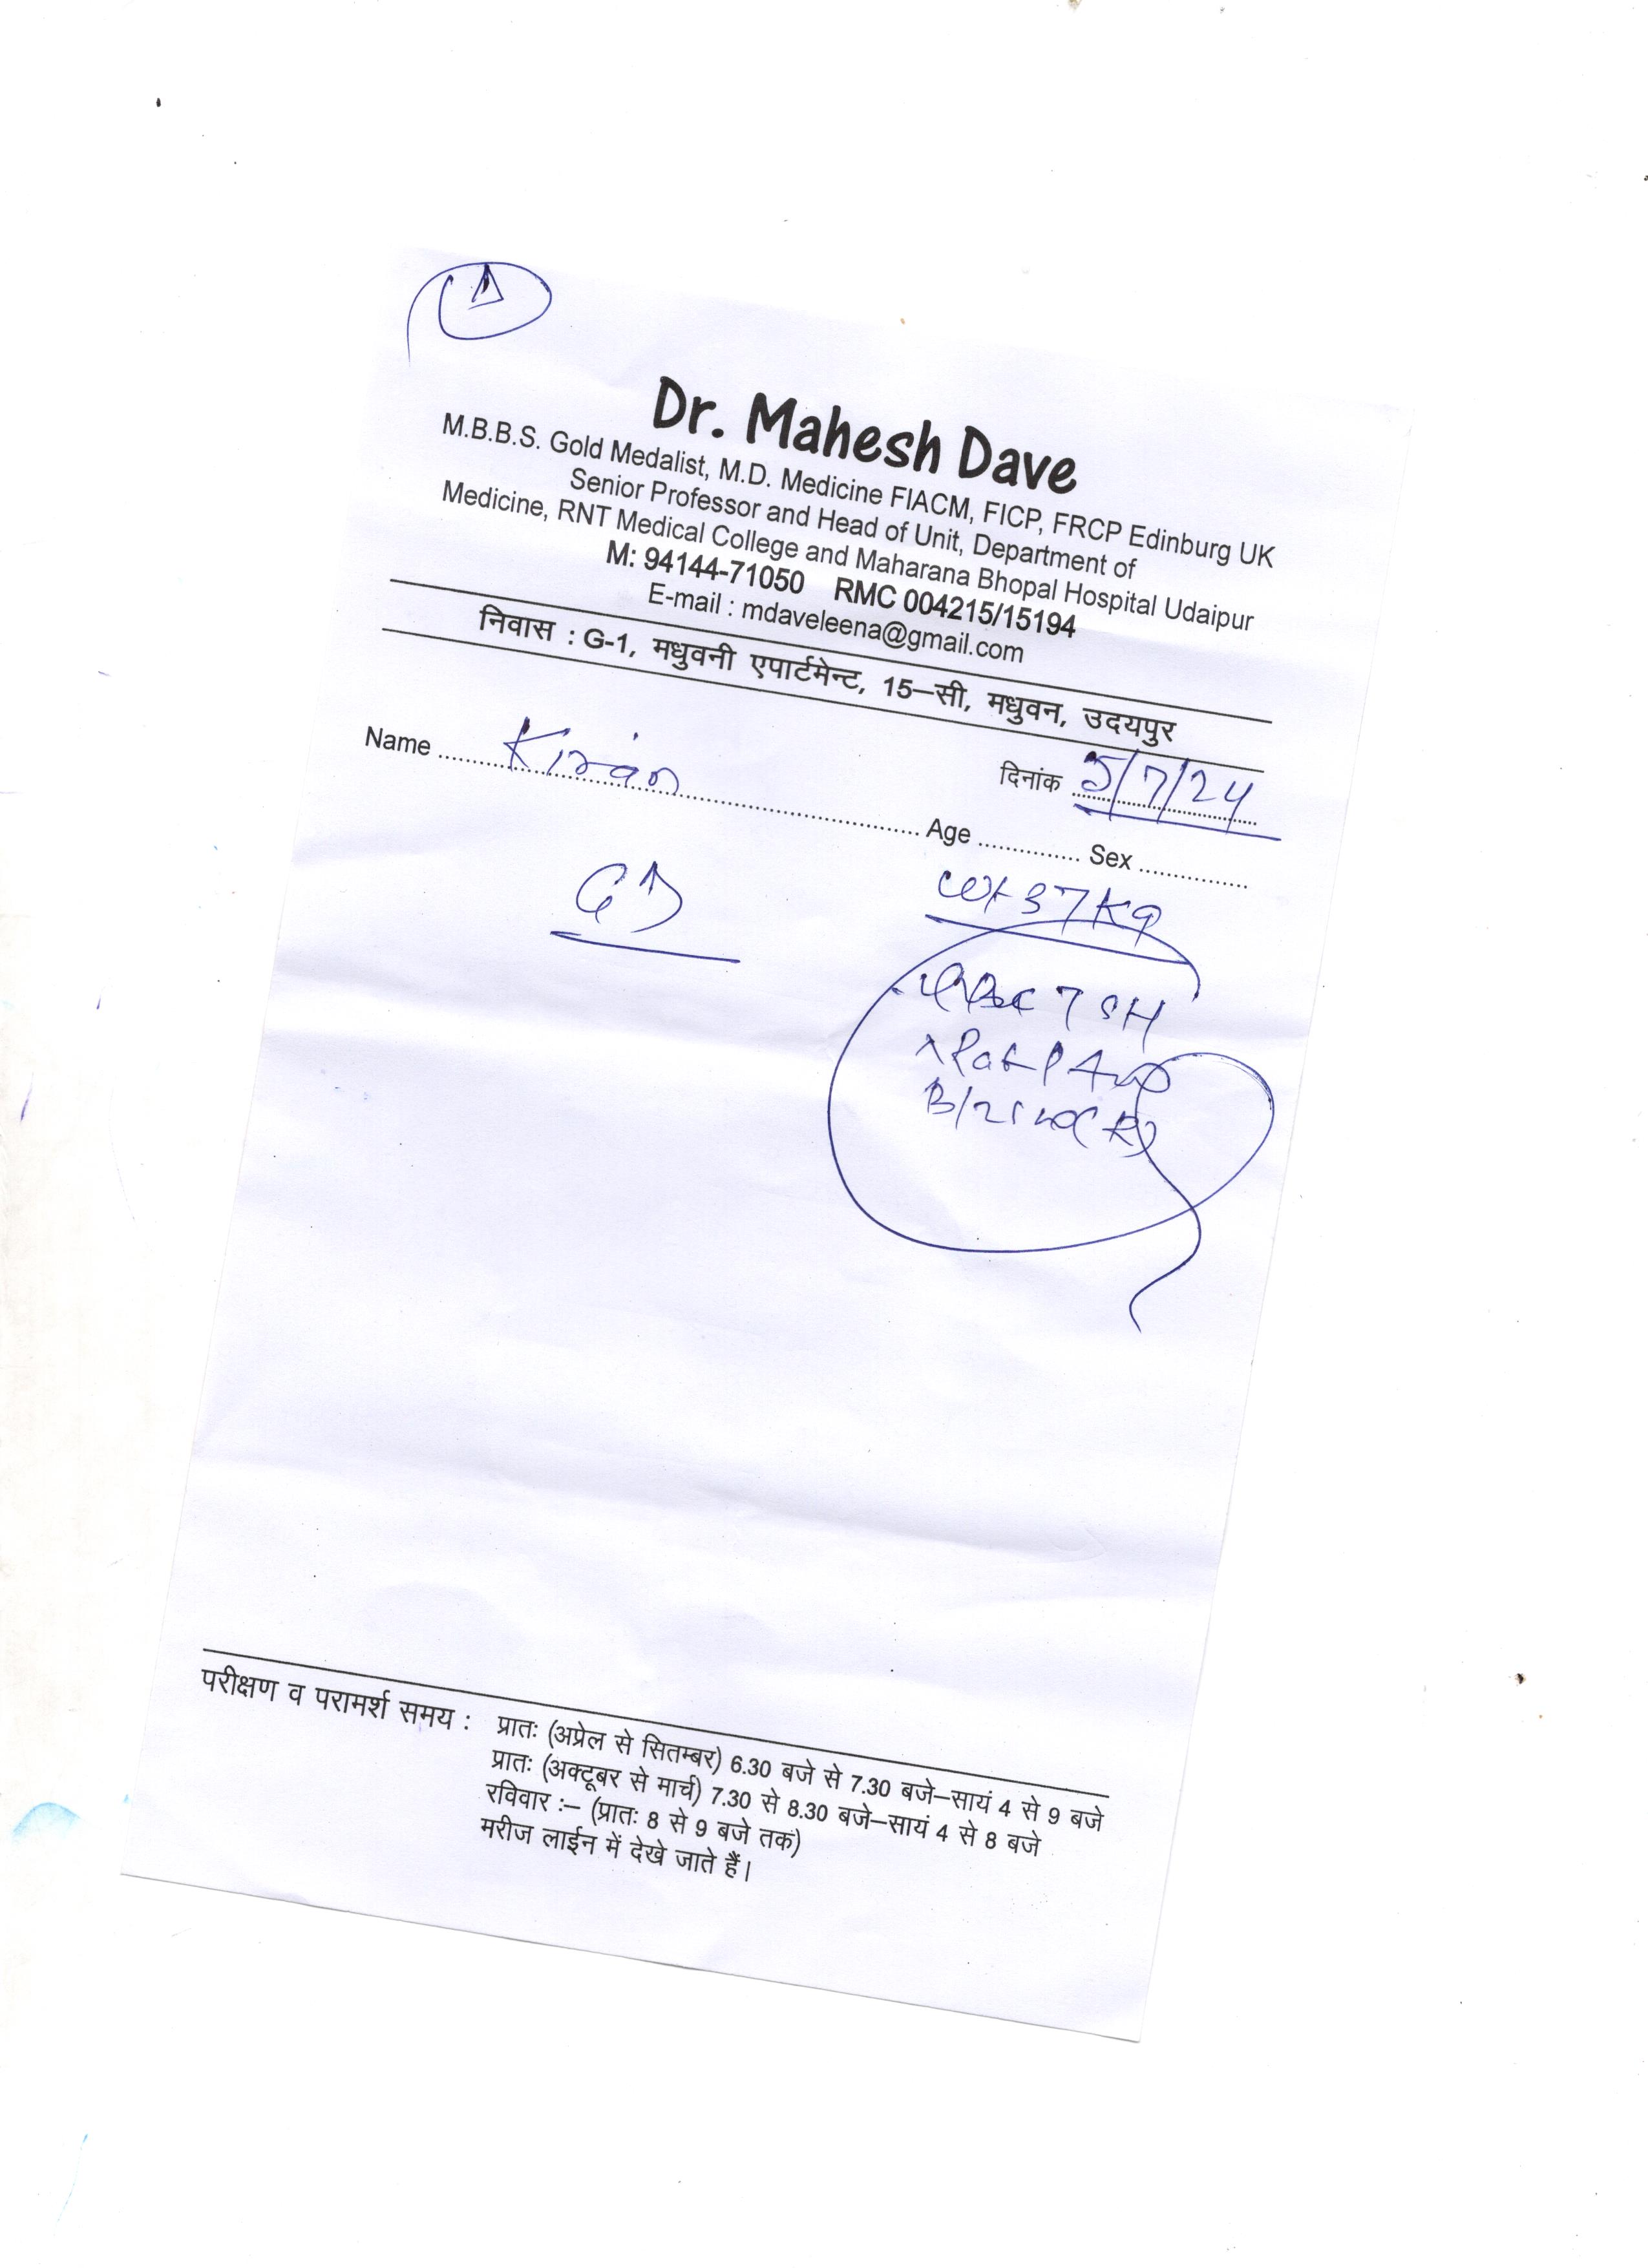 Dr. Mahesh Dave
M.B.B.S. Gold Medalist, M.D. Medicine FIACM, FICP, FRCP Edinburg UK
Senior Professor and Head of Unit, Department of
Medicine, RNT Medical College and Maharana Bhopal Hospital Udaipur
M: 94144-71050 RMC 004215/15194
E-mail : mdaveleena@gmail.com
निवास : G-1, मधुवनी एपार्टमेन्ट, 15–सी, मधुवन, उदयपुर
दिनांक 5/7/24
Name Kiran
Age Sex
wt 37 Kg
परीक्षण व परामर्श समय : प्रातः (अप्रेल से सितम्बर) 6.30 बजे से 7.30 बजे–सायं 4 से 9 बजे
प्रातः (अक्टूबर से मार्च) 7.30 से 8.30 बजे–सायं 4 से 8 बजे
रविवार :– (प्रातः 8 से 9 बजे तक)
मरीज लाईन में देखे जाते हैं।